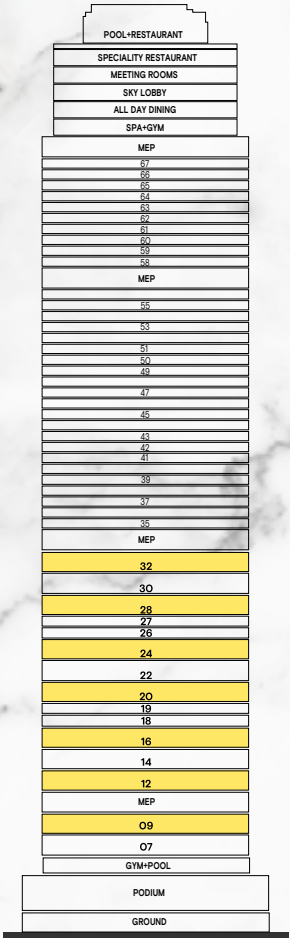 POOL+RESTAURANT
SPECIALITY RESTAURANT
MEETING ROOMS
SKY LOBBY
ALL DAY DINING
SPA+GYM
MEP
67
66
65
64
63
62
61
60
59
58
MEP
55
53
51
50
49
47
45
43
42
41
39
37
35
MEP
32
30
28
27
26
24
22
20
19
18
16
14
12
MEP
09
07
GYM+POOL
PODIUM
GROUND